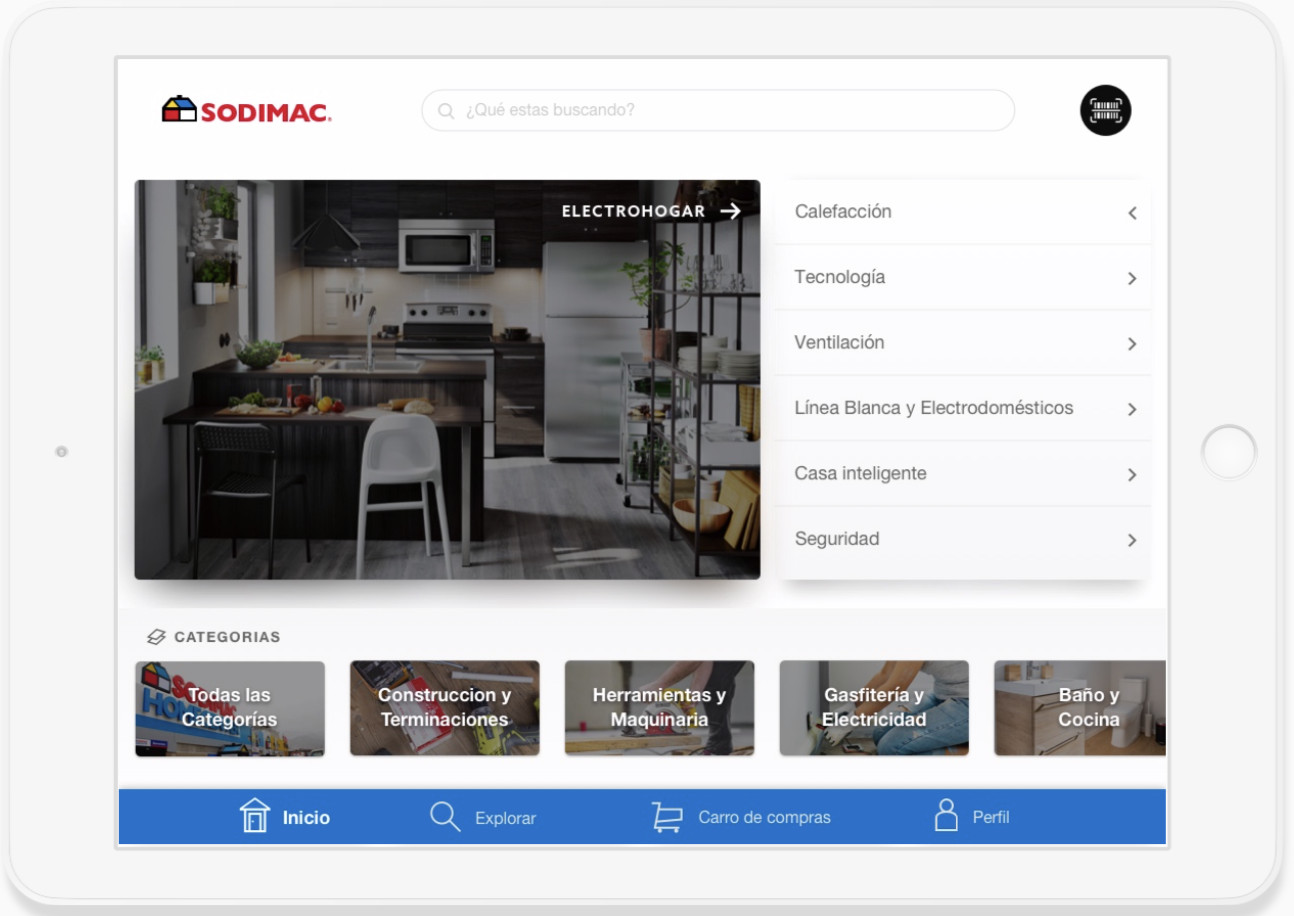 SODIMAC.
¿Qué estas buscando?
ELECTROHOGAR
Calefacción
Tecnología
Ventilación
Línea Blanca y Electrodomésticos
Casa inteligente
Seguridad
CATEGORIAS
Todas las
Categorías
Construccion y
Terminaciones
Herramientas y
Maquinaria
Gasfitería y
Electricidad
Baño y
Cocina
Inicio
Explorar
Carro de compras
Perfil